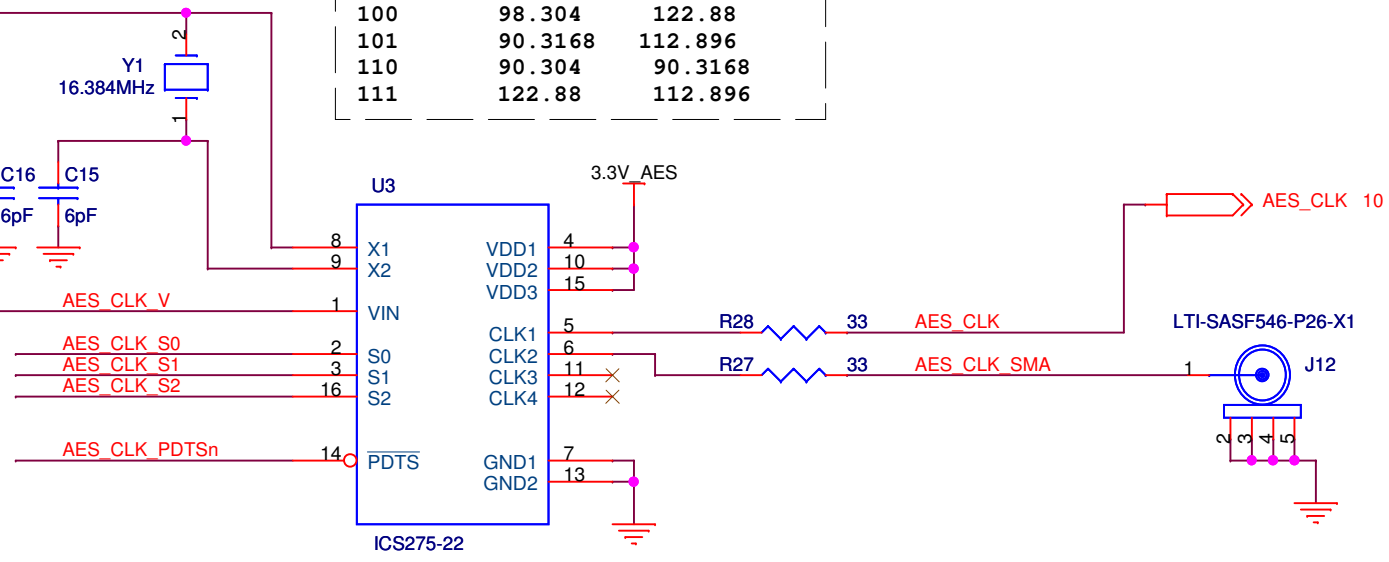 100 98.304 122.88
101 90.3168 112.896
110 90.304 90.3168
111 122.88 112.896
2
Y1
16.384MHz
1
C16 C15
6pF 6pF
3.3V_AES
U3
AES_CLK 10
8 X1 VDD1 4
9 X2 VDD2 10
VDD3 15
AES_CLK_V 1 VIN
CLK1 5 R28 33 AES_CLK
LTI-SASF546-P26-X1
AES_CLK_S0 2 S0 CLK2 6
AES_CLK_S1 3 S1 CLK3 11 R27 33 AES_CLK_SMA 1 J12
AES_CLK_S2 16 S2 CLK4 12
2 3 4 5
AES_CLK_PDTSn 14 PDTS GND1 7
GND2 13
ICS275-22